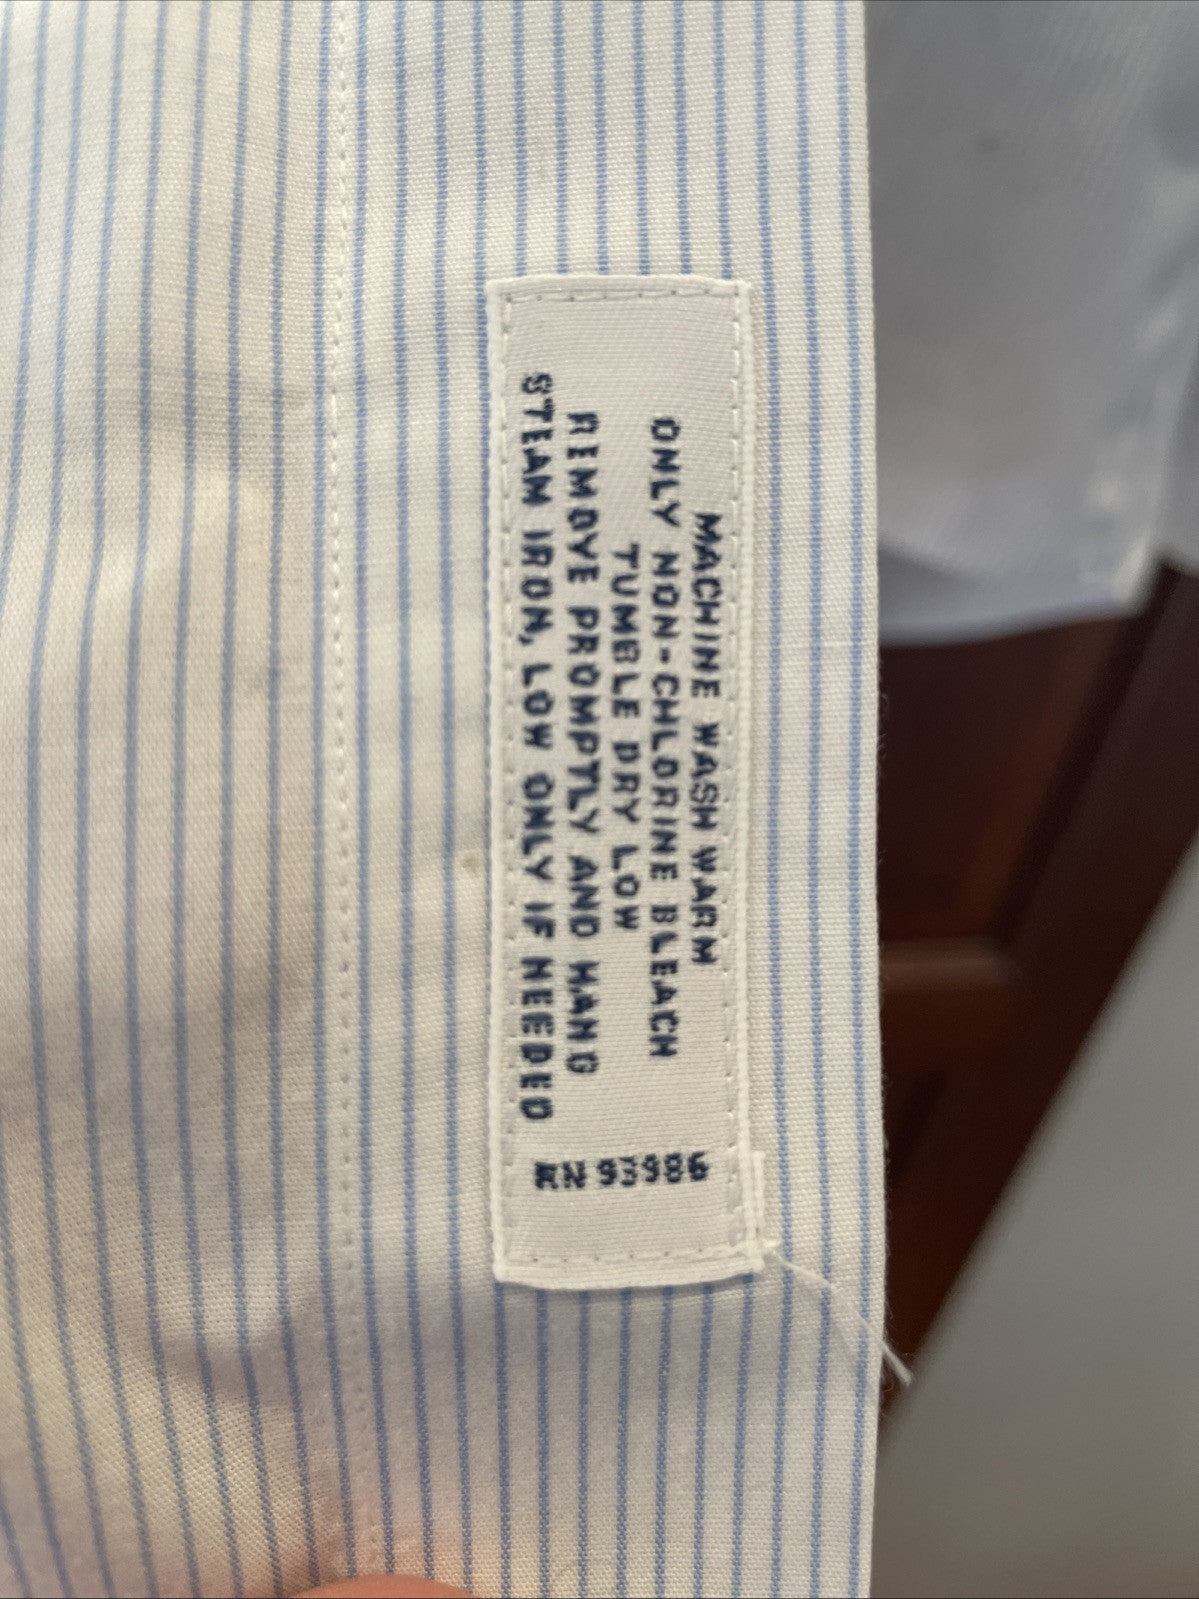 MACHINE WASH WARM
ONLY NON-CHLORINE BLEACH
TUMBLE DRY LOW
REMOVE PROMPTLY AND HANG
STEAM IRON, LOW ONLY IF NEEDED
RN 93986